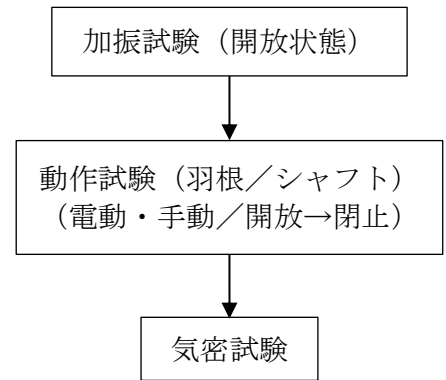 加振試験（開放状態）
動作試験（羽根／シャフト）
（電動・手動／開放→閉止）
気密試験